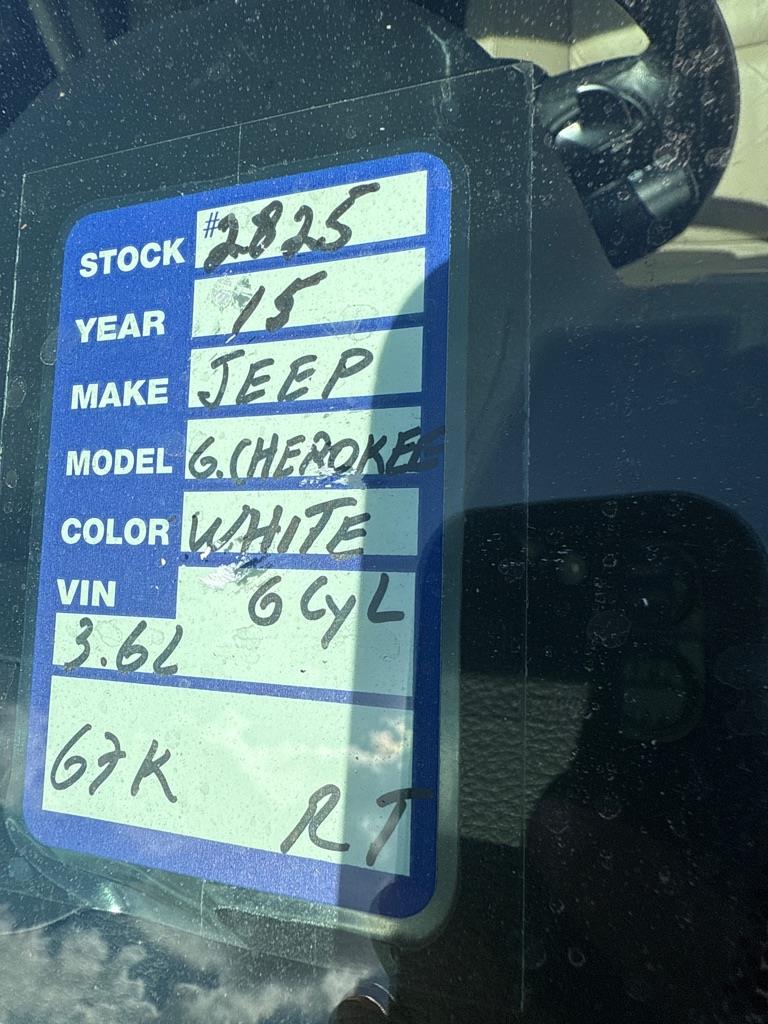 STOCK #2825
YEAR 15
MAKE JEEP
MODEL G.CHEROKEE
COLOR WHITE
VIN 6 CyL
3.6L
67K
RT